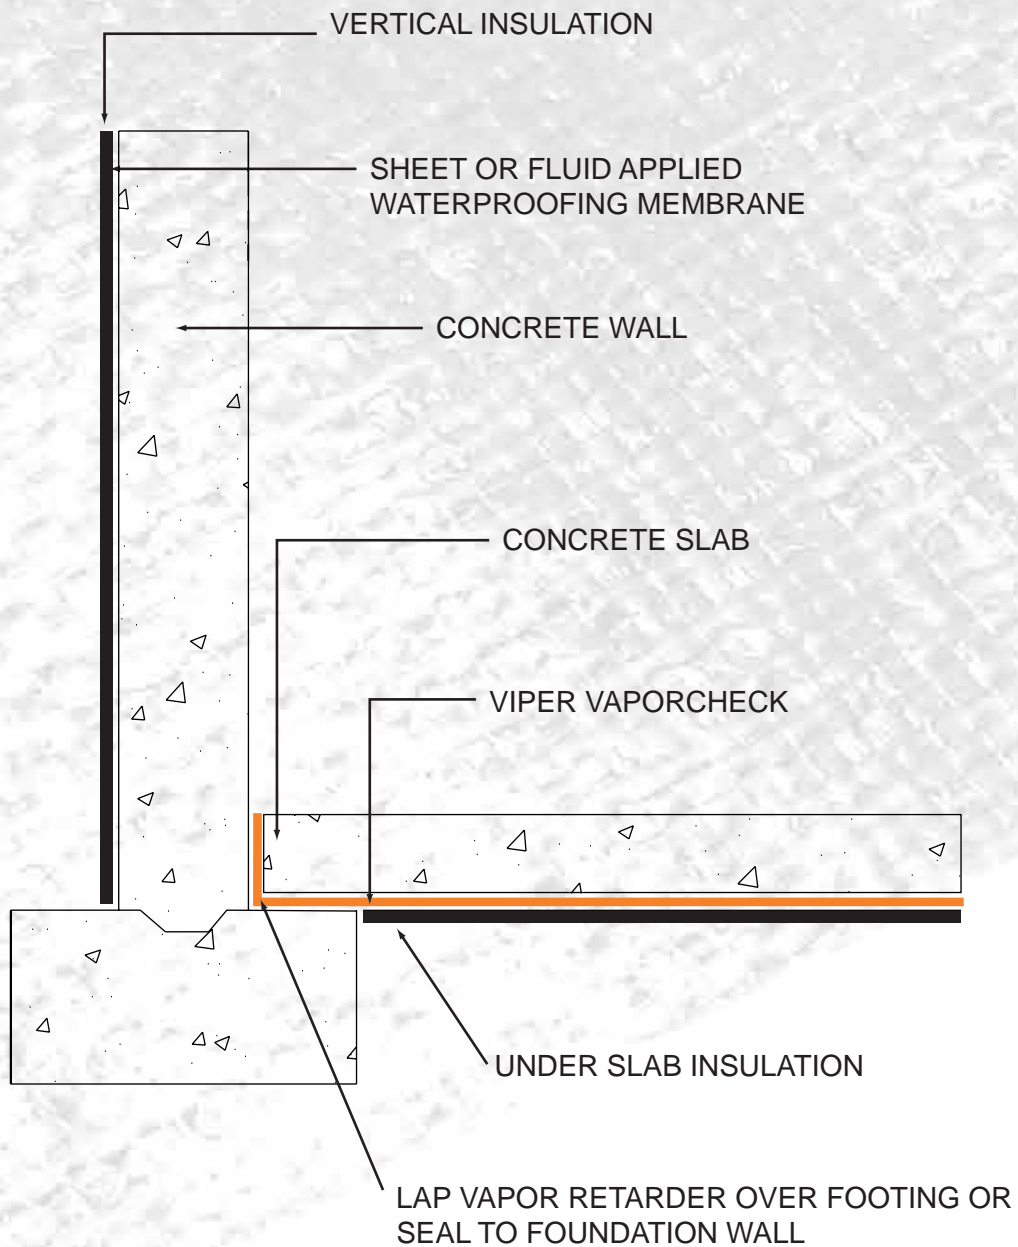 VERTICAL INSULATION
SHEET OR FLUID APPLIED
WATERPROOFING MEMBRANE
CONCRETE WALL
CONCRETE SLAB
VIPER VAPORCHECK
UNDER SLAB INSULATION
LAP VAPOR RETARDER OVER FOOTING OR
SEAL TO FOUNDATION WALL